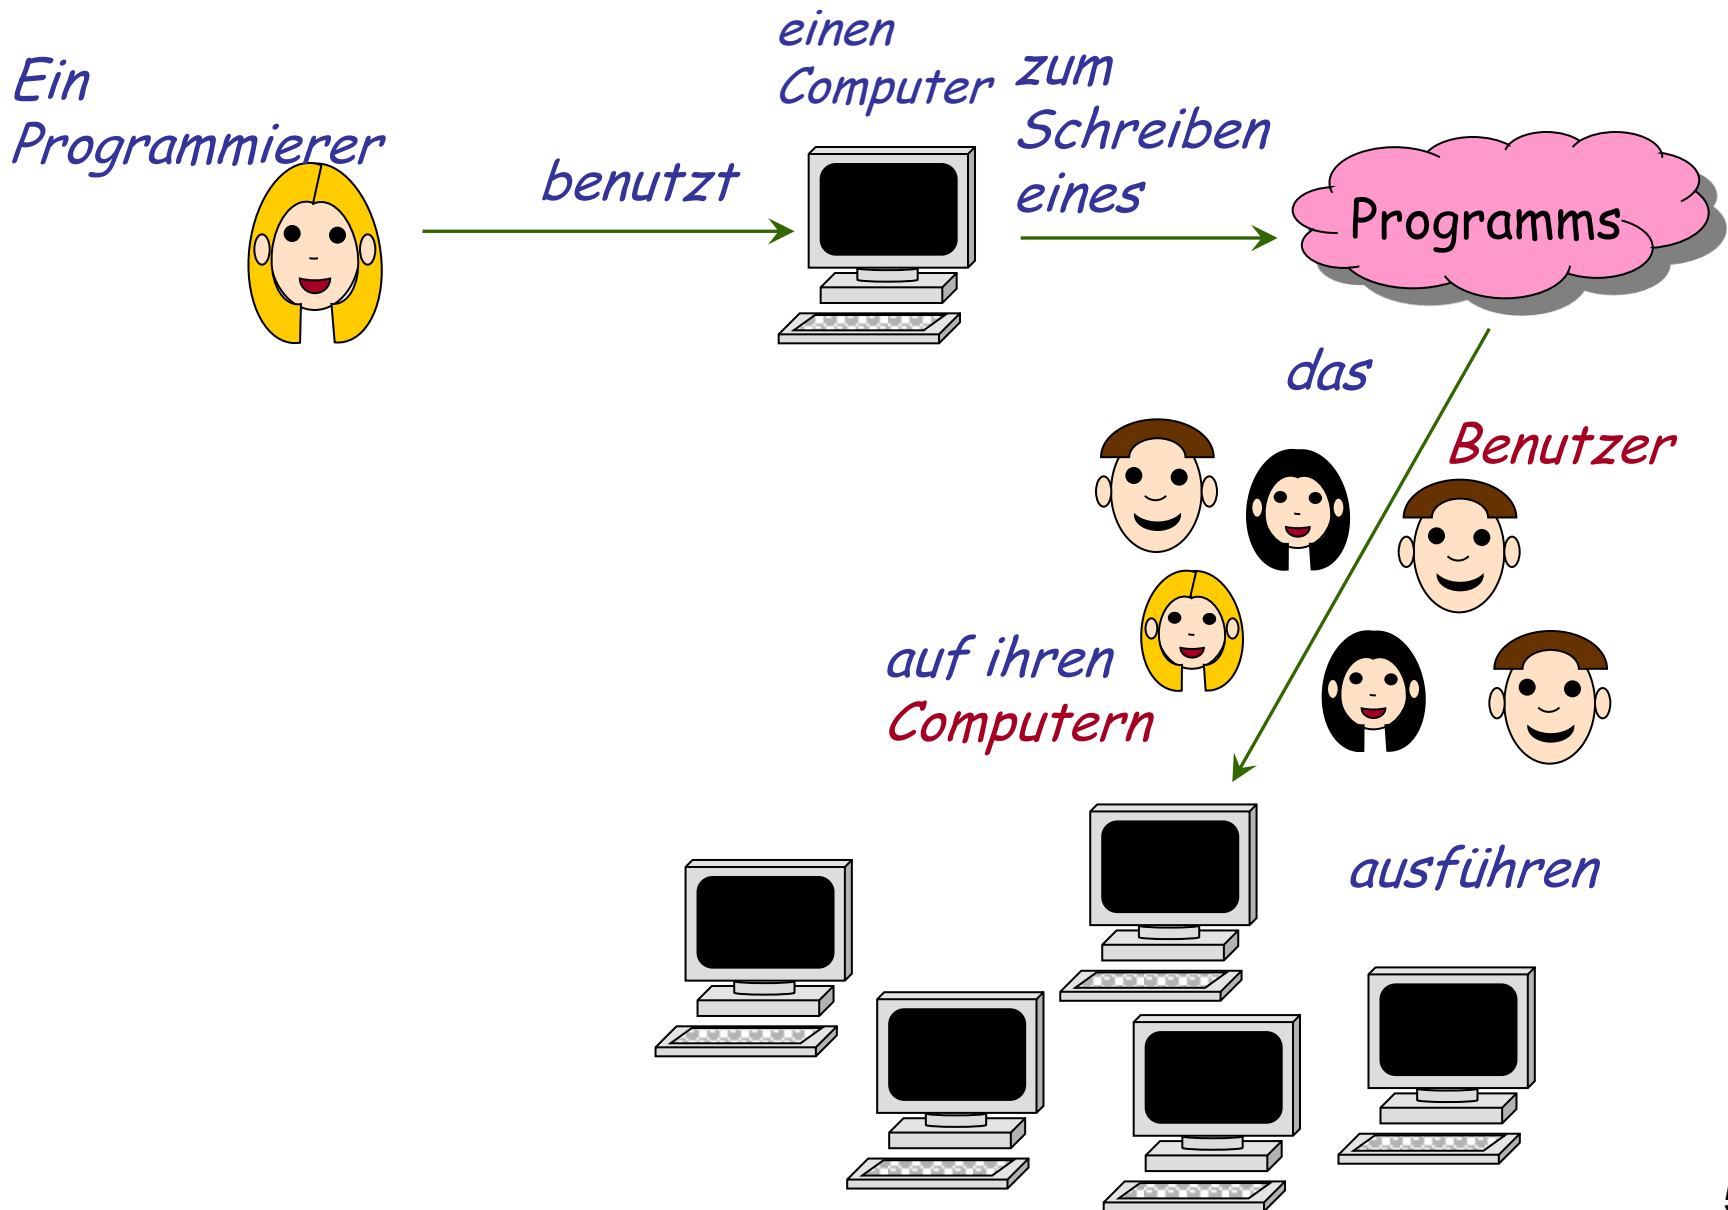 Ein
Programmierer
benutzt
einen
Computer
zum
Schreiben
eines
Programms
das
Benutzer
auf ihren
Computern
ausführen